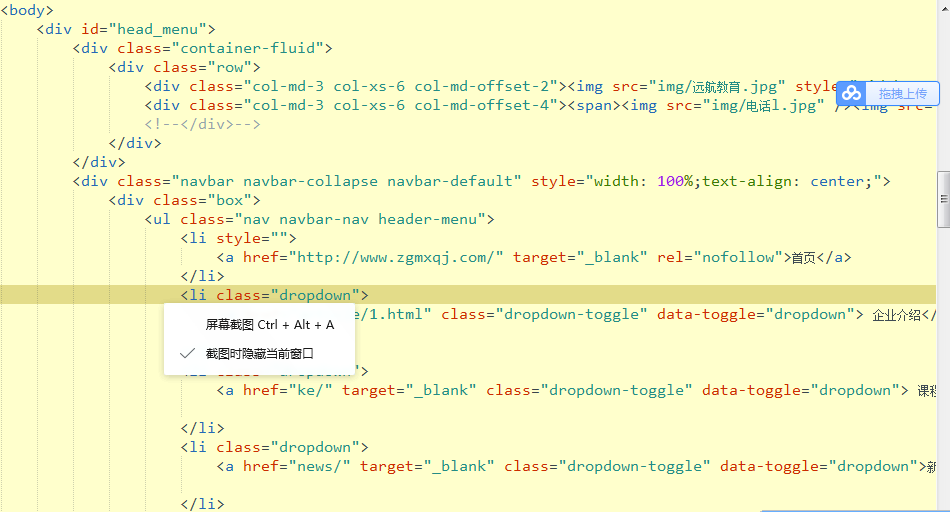 <body>
<div id="head_menu">
<div class="container-fluid">
<div class="row">
<div class="col-md-3 col-xs-6 col-md-offset-2"><img src="img/远航教育.jpg" style="
拖拽上传
<div class="col-md-3 col-xs-6 col-md-offset-4"><span><img src="img/电话l.jpg" /><img src=
<!--</div>-->
</div>
</div>
<div class="navbar navbar-collapse navbar-default" style="width: 100%;text-align: center;">
<div class="box">
<ul class="nav navbar-nav header-menu">
<li style="">
<a href="http://www.zgmxqj.com/" target="_blank" rel="nofollow">首页</a>
</li>
<li class="dropdown">
e/1.html" class="dropdown-toggle" data-toggle="dropdown"> 企业介绍</
屏幕截图 Ctrl + Alt + A
截图时隐藏当前窗口
<li class="dropdown">
<a href="ke/" target="_blank" class="dropdown-toggle" data-toggle="dropdown"> 课程
</li>
<li class="dropdown">
<a href="news/" target="_blank" class="dropdown-toggle" data-toggle="dropdown">新
</li>